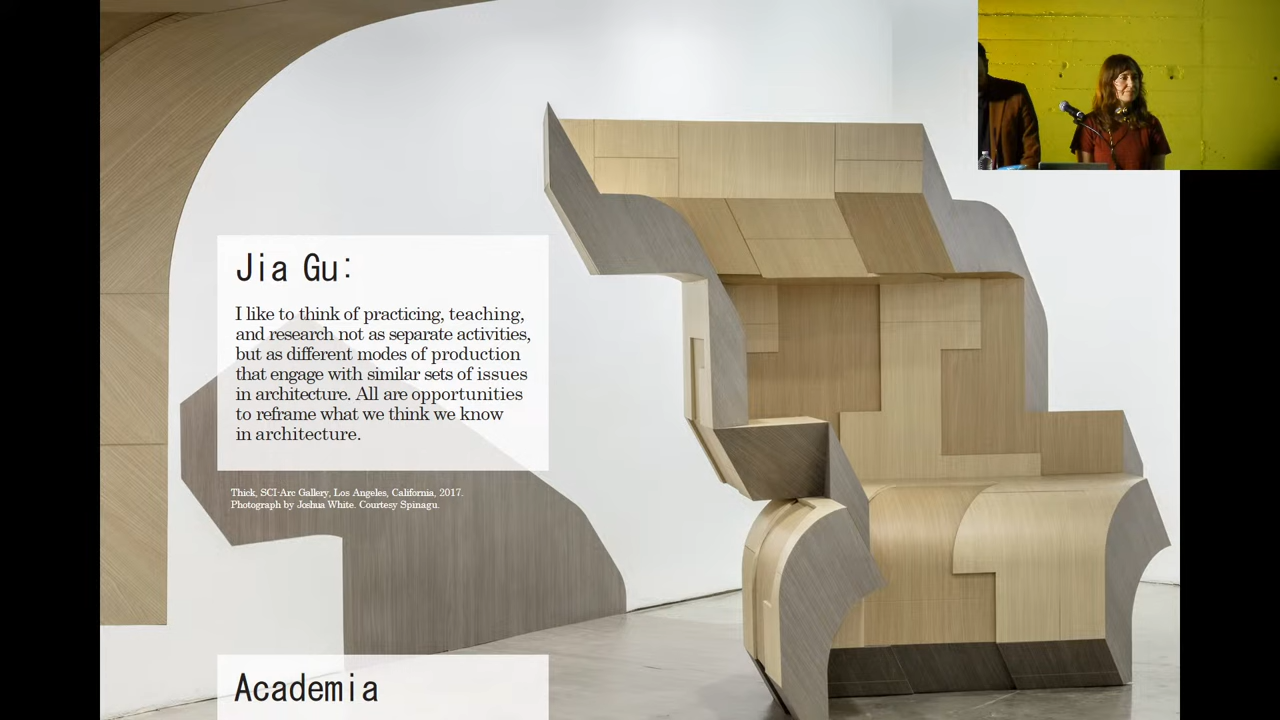 Jia Gu:
I like to think of practicing, teaching,
and research not as separate activities,
but as different modes of production
that engage with similar sets of issues
in architecture. All are opportunities
to reframe what we think we know
in architecture.
Thick, SCI-Arc Gallery, Los Angeles, California, 2017.
Photograph by Joshua White. Courtesy Spinagu.
Academia